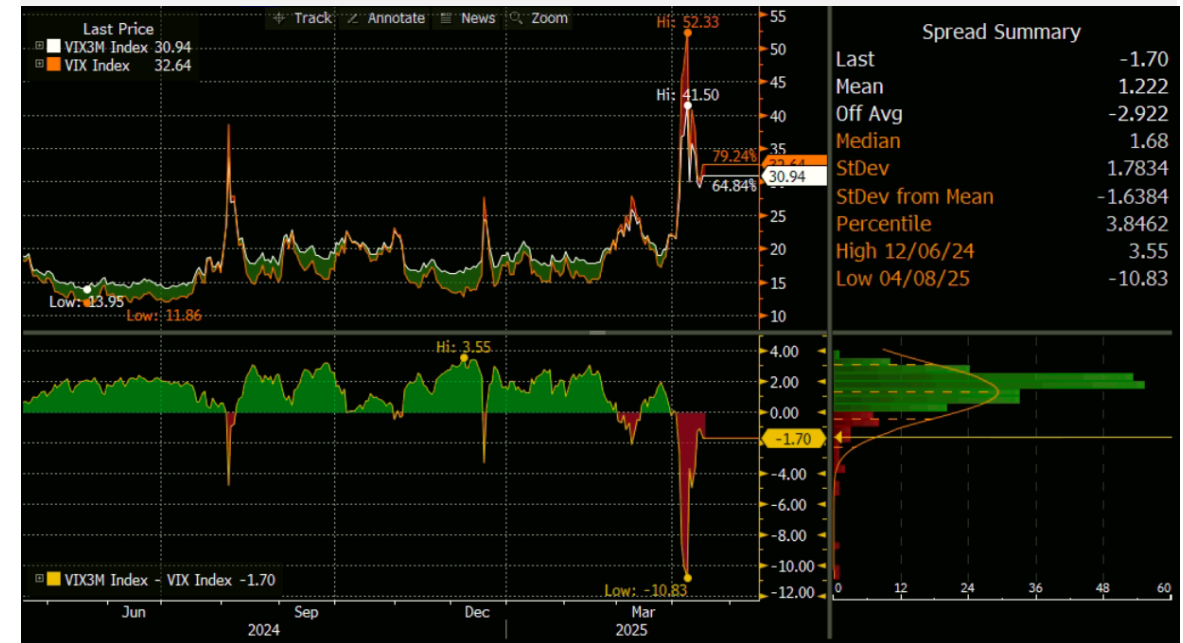 Track Annotate News Zoom
Last Price
VIX3M Index 30.94
VIX Index 32.64
Hi: 52.33
Hi: 41.50
79.24%
32.64
30.94
64.84%
Low: 13.95
Low: 11.86
55
50
45
40
35
25
20
15
10
Spread Summary
Last -1.70
Mean 1.222
Off Avg -2.922
Median 1.68
StDev 1.7834
StDev from Mean -1.6384
Percentile 3.8462
High 12/06/24 3.55
Low 04/08/25 -10.83
Hi: 3.55
4.00
2.00
0.00
-1.70
-4.00
-6.00
-8.00
-10.00
-12.00
Low: -10.83
VIX3M Index - VIX Index -1.70
0 12 24 36 48 60
Jun Sep Dec Mar
2024 2025